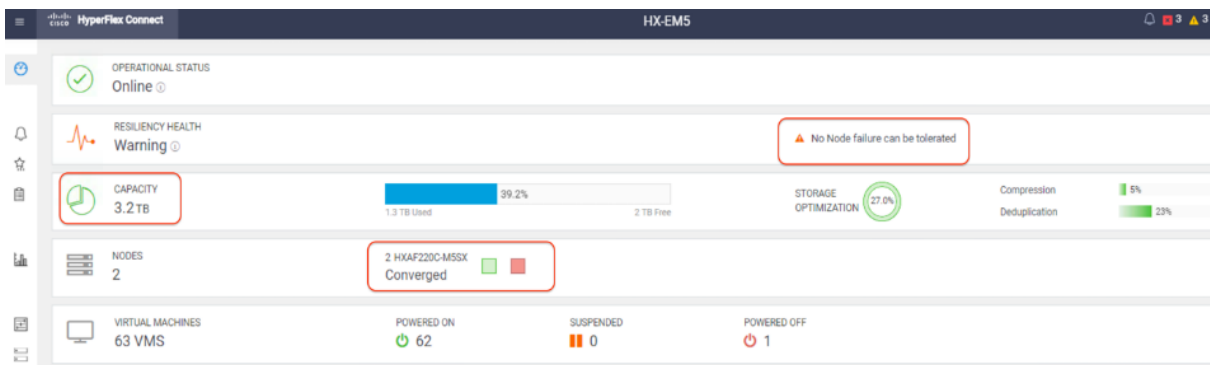 cisco HyperFlex Connect HX-EM5 3 3
OPERATIONAL STATUS
Online
RESILIENCY HEALTH
Warning
No Node failure can be tolerated
CAPACITY
3.2 TB
39.2%
1.3 TB Used 2 TB Free
STORAGE
OPTIMIZATION
27.0%
Compression 5%
Deduplication 23%
NODES
2
2 HXAF220C-M5SX
Converged
VIRTUAL MACHINES
63 VMS
POWERED ON
62
SUSPENDED
0
POWERED OFF
1